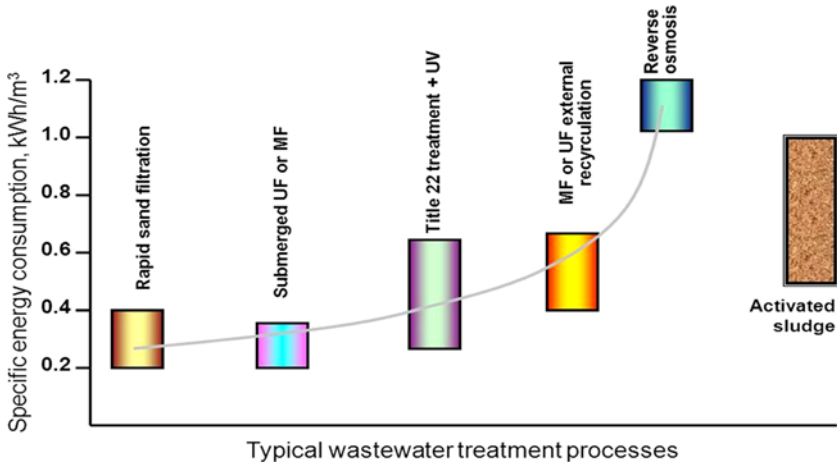 Specific energy consumption, kWh/m³
1.2
1.0
0.8
0.6
0.4
0.2
Rapid sand filtration
Submerged UF or MF
Title 22 treatment + UV
MF or UF external
recyrculation
Reverse
osmosis
Activated
sludge
Typical wastewater treatment processes